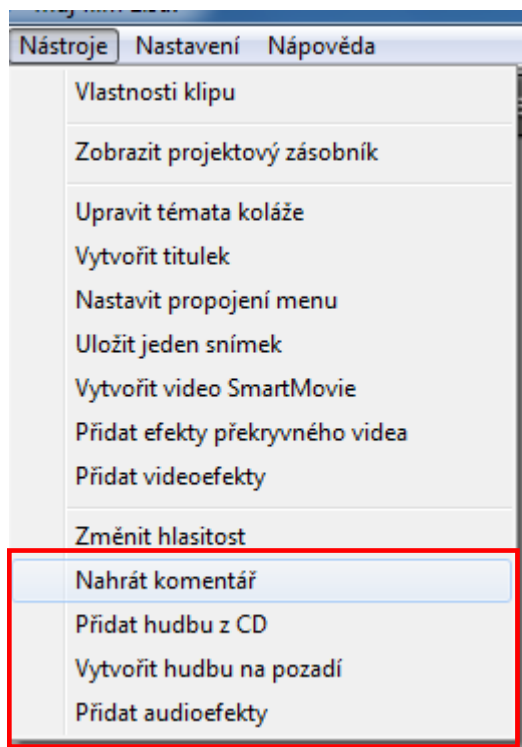 Nástroje Nastavení Nápověda
Vlastnosti klipu
Zobrazit projektový zásobník
Upravit témata koláže
Vytvořit titulek
Nastavit propojení menu
Uložit jeden snímek
Vytvořit video SmartMovie
Přidat efekty překryvného videa
Přidat videoefekty
Změnit hlasitost
Nahrát komentář
Přidat hudbu z CD
Vytvořit hudbu na pozadí
Přidat audioefekty